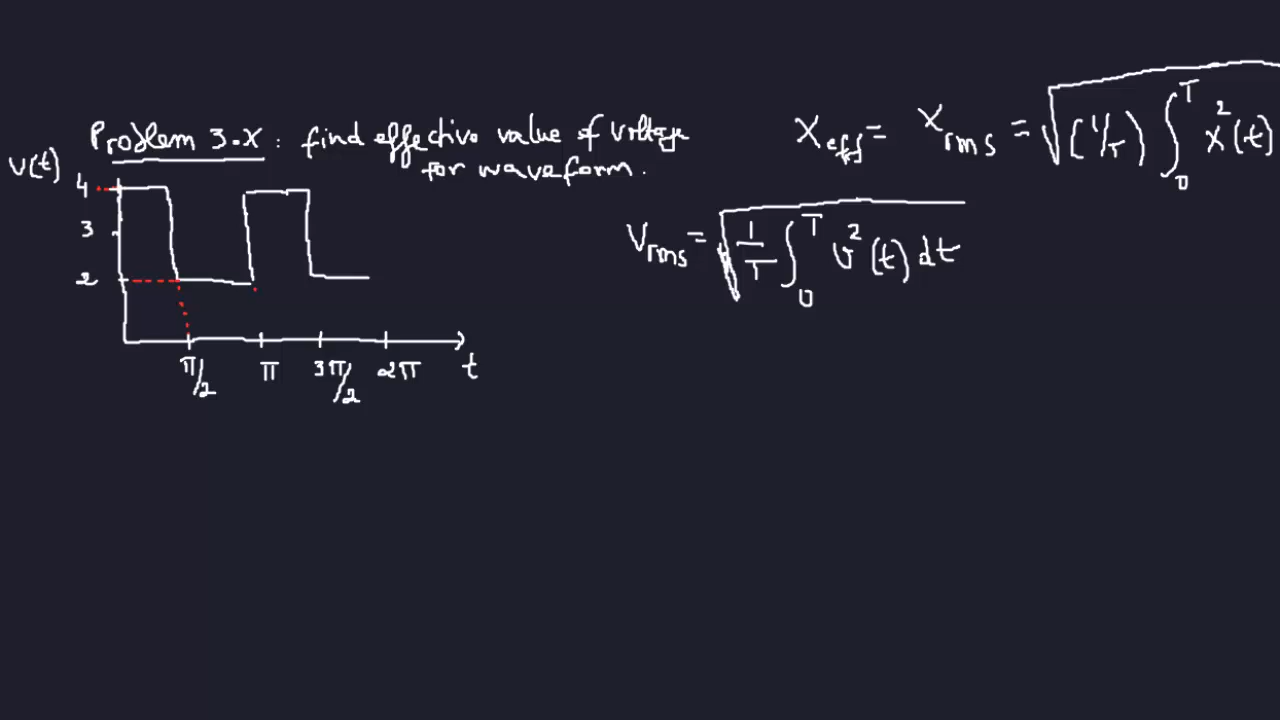 Problem 3.X : find effective value of voltage
for waveform.
X_eff = X_rms = √[(1/T) ∫_0^T x²(t)
v(t)
4
3
2
π/2 π 3π/2 2π t
V_rms = √(1/T ∫_0^T v²(t) dt)